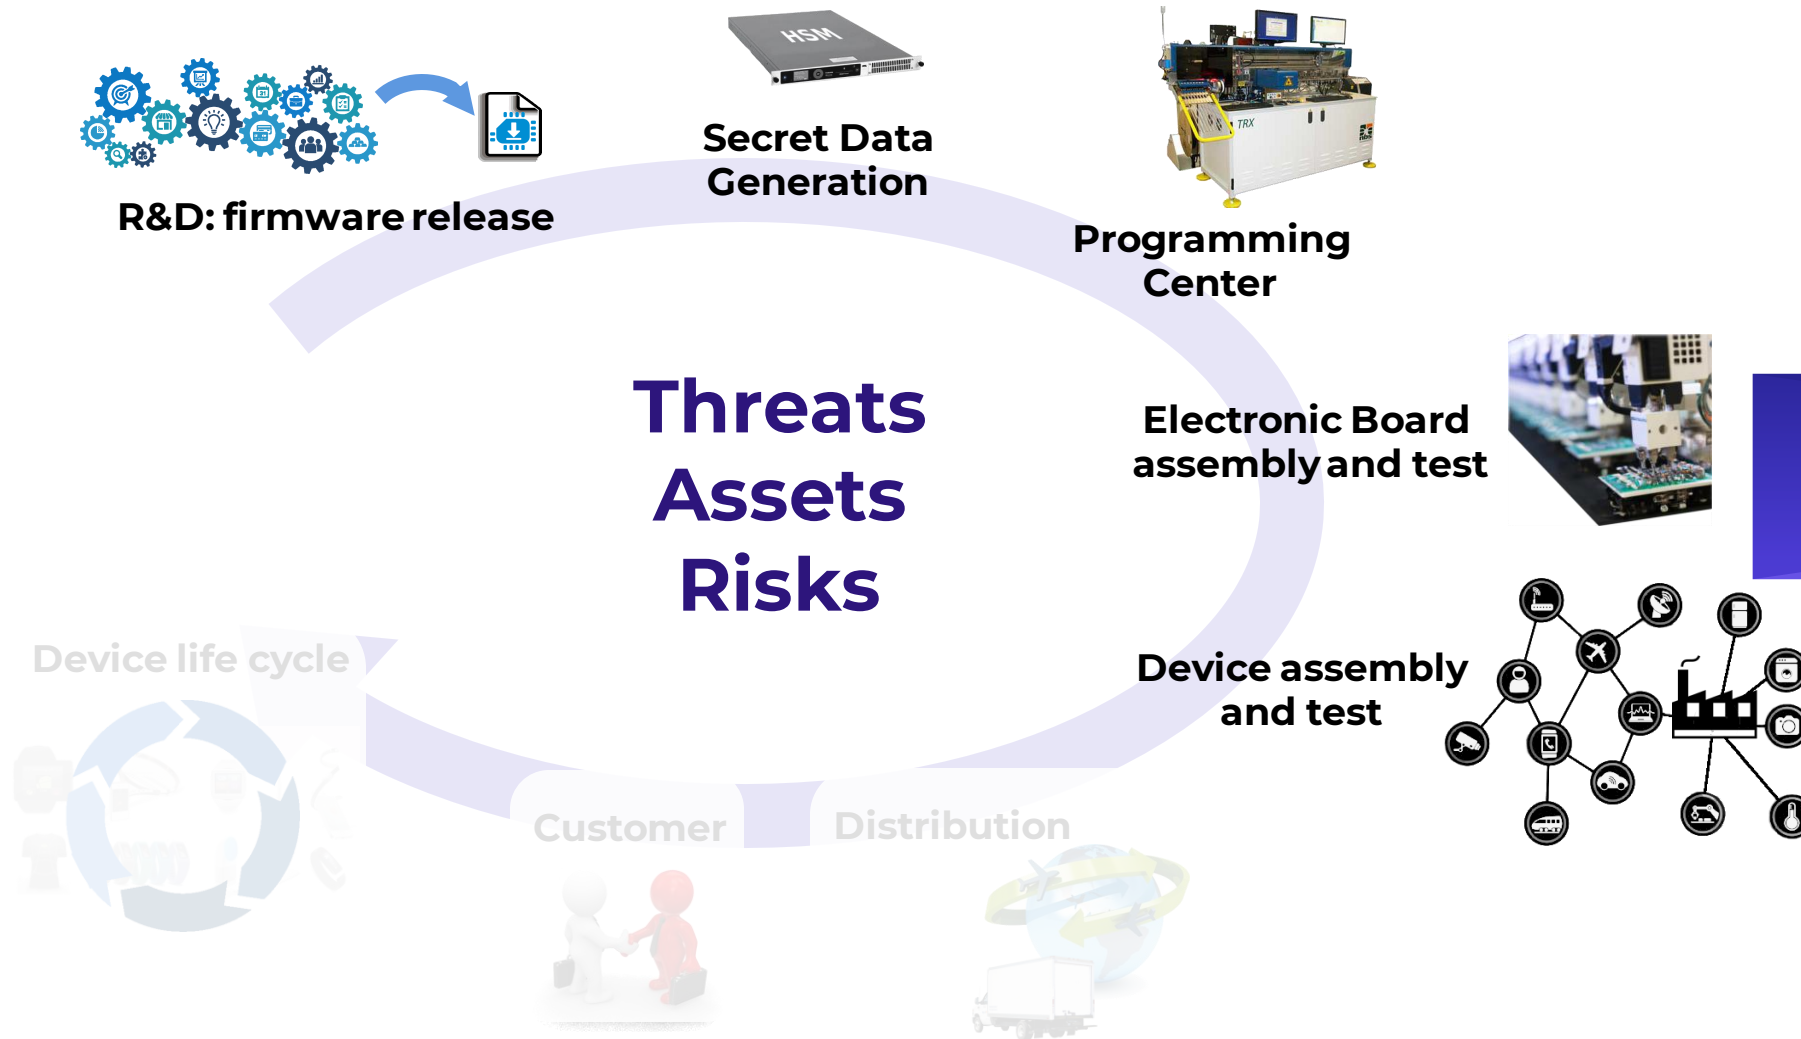 HSM
Secret Data
Generation
TRX
R&D: firmware release
Programming
Center
Threats
Assets
Risks
Electronic Board
assembly and test
Device assembly
and test
Device life cycle
Customer
Distribution